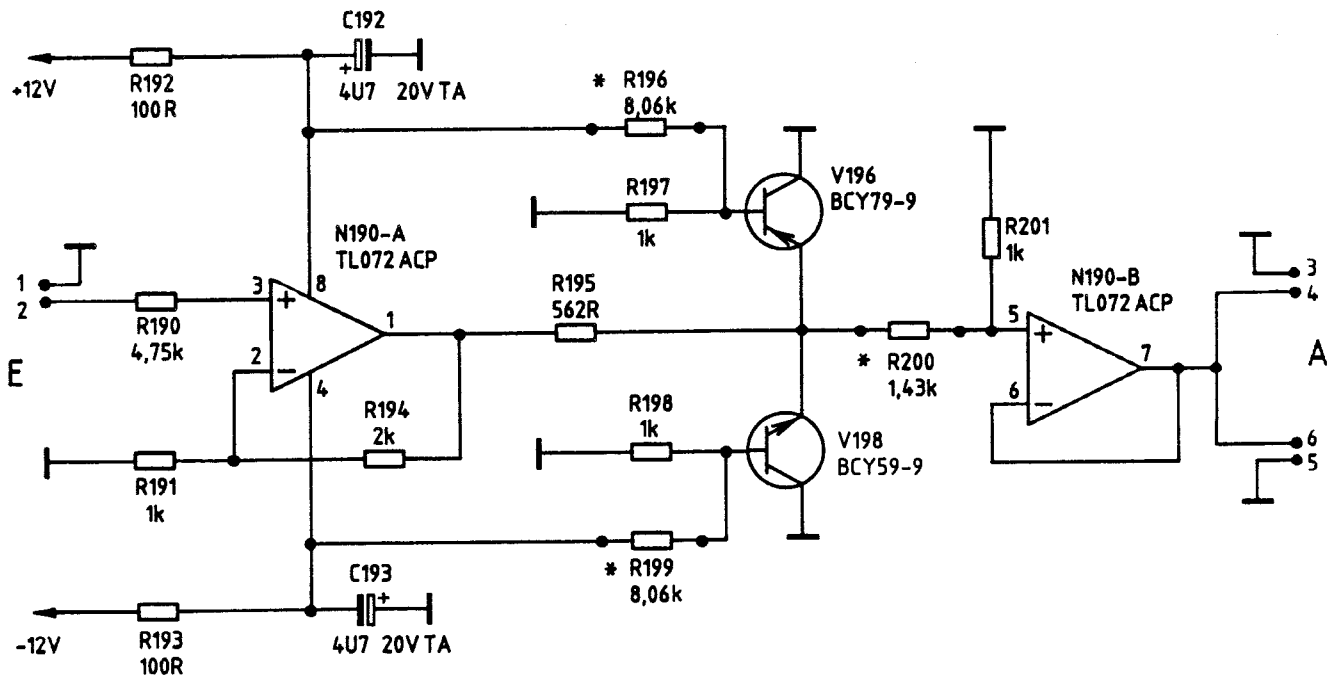 C192
+12V
R192
100R
+
4U7 20V TA
* R196
8,06k
R197
1k
V196
BCY79-9
N190-A
TL072 ACP
1
2
3
+
8
R190
4,75k
1
2
−
4
R195
562R
R201
1k
N190-B
TL072 ACP
5
+
7
6
−
3
4
E
A
* R200
1,43k
R194
2k
R198
1k
V198
BCY59-9
6
5
R191
1k
* R199
8,06k
C193
+
4U7 20V TA
-12V
R193
100R